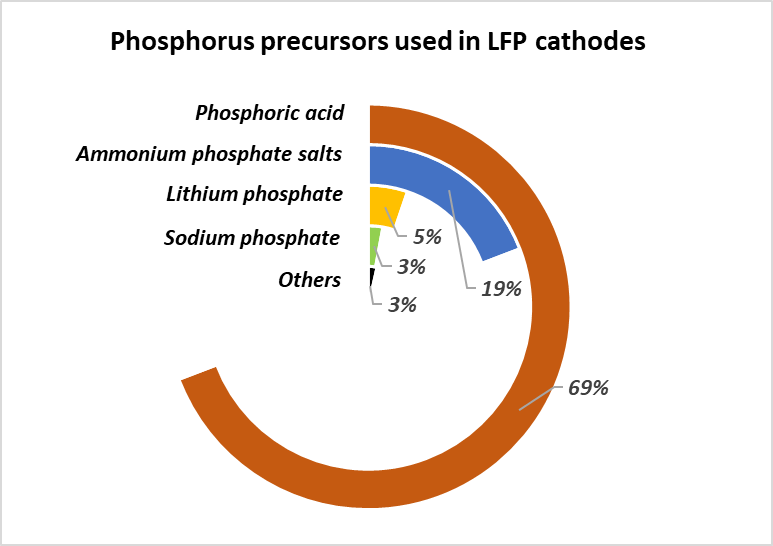 Phosphorus precursors used in LFP cathodes
Phosphoric acid
Ammonium phosphate salts
Lithium phosphate
5%
Sodium phosphate
3%
Others
19%
3%
69%